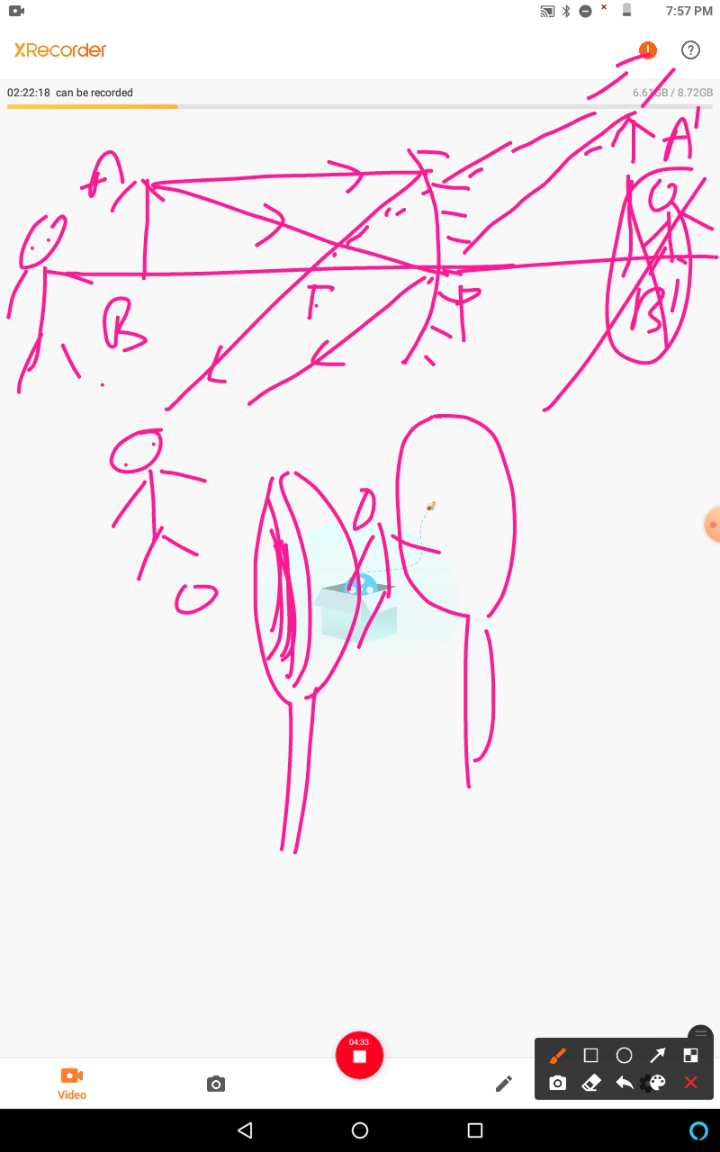 7:57 PM
XRecorder
02:22:18 can be recorded
6.61GB / 8.72GB
A
A'
B
F
P
B'
04:33
Video